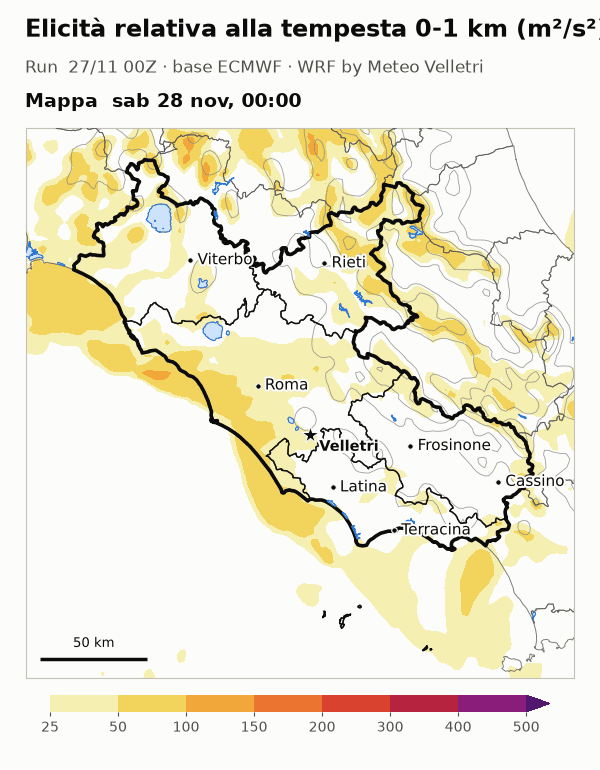 Elicità relativa alla tempesta 0-1 km (m²/s²)
Run 27/11 00Z · base ECMWF · WRF by Meteo Velletri
Mappa sab 28 nov, 00:00
Viterbo
Rieti
Roma
Velletri
Frosinone
Cassino
Latina
Terracina
50 km
25 50 100 150 200 300 400 500